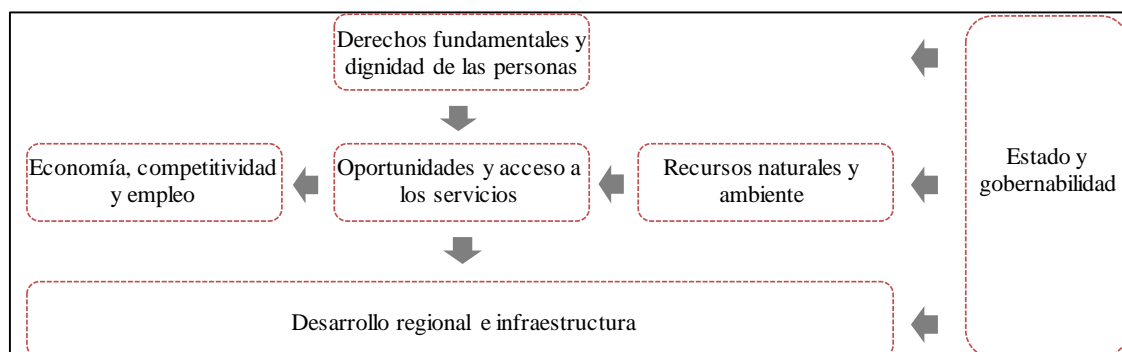 Derechos fundamentales y
dignidad de las personas
Economía, competitividad
y empleo
Oportunidades y acceso a
los servicios
Recursos naturales y
ambiente
Estado y
gobernabilidad
Desarrollo regional e infraestructura